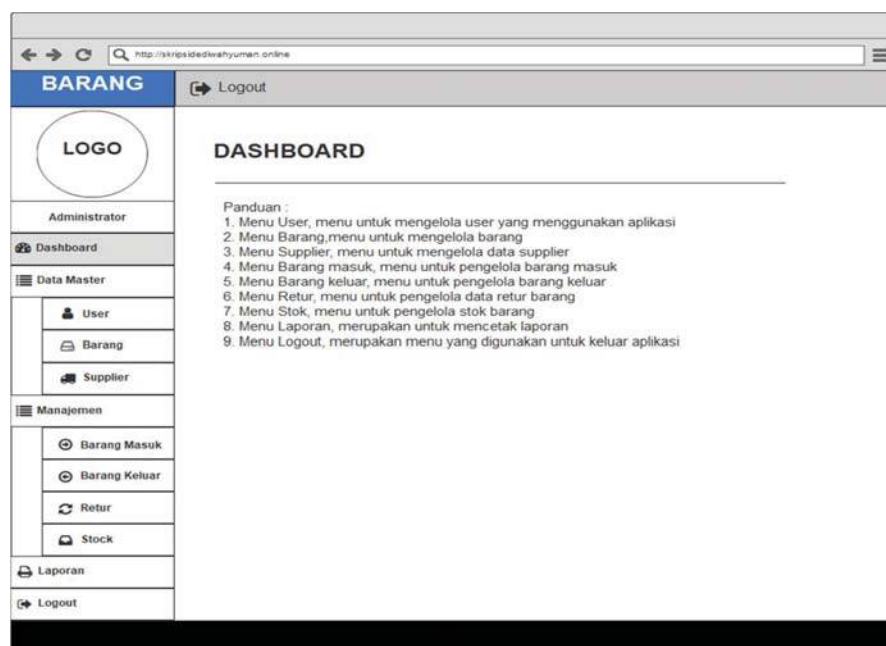 http://skripsidediwahyuman.online
BARANG
Logout
LOGO
Administrator
Dashboard
Data Master
User
Barang
Supplier
Manajemen
Barang Masuk
Barang Keluar
Retur
Stock
Laporan
Logout
DASHBOARD
Panduan :
1. Menu User, menu untuk mengelola user yang menggunakan aplikasi
2. Menu Barang,menu untuk mengelola barang
3. Menu Supplier, menu untuk mengelola data supplier
4. Menu Barang masuk, menu untuk pengelola barang masuk
5. Menu Barang keluar, menu untuk pengelola barang keluar
6. Menu Retur, menu untuk pengelola data retur barang
7. Menu Stok, menu untuk pengelola stok barang
8. Menu Laporan, merupakan untuk mencetak laporan
9. Menu Logout, merupakan menu yang digunakan untuk keluar aplikasi